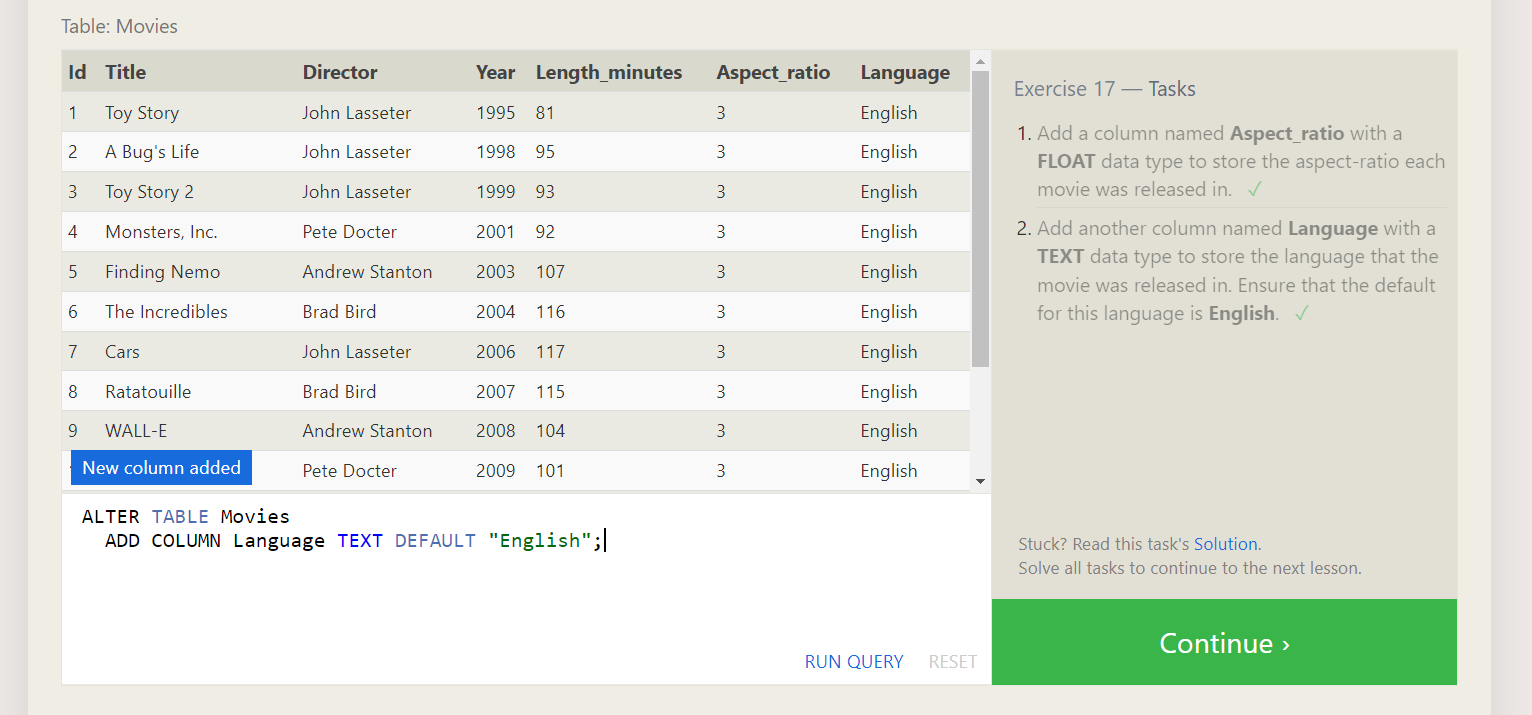 Table: Movies
Id Title Director Year Length_minutes Aspect_ratio Language
1 Toy Story John Lasseter 1995 81 3 English
2 A Bug's Life John Lasseter 1998 95 3 English
3 Toy Story 2 John Lasseter 1999 93 3 English
4 Monsters, Inc. Pete Docter 2001 92 3 English
5 Finding Nemo Andrew Stanton 2003 107 3 English
6 The Incredibles Brad Bird 2004 116 3 English
7 Cars John Lasseter 2006 117 3 English
8 Ratatouille Brad Bird 2007 115 3 English
9 WALL-E Andrew Stanton 2008 104 3 English
New column added Pete Docter 2009 101 3 English
ALTER TABLE Movies
ADD COLUMN Language TEXT DEFAULT "English";
RUN QUERY RESET
Exercise 17 — Tasks
1. Add a column named Aspect_ratio with a
FLOAT data type to store the aspect-ratio each
movie was released in. ✓
2. Add another column named Language with a
TEXT data type to store the language that the
movie was released in. Ensure that the default
for this language is English. ✓
Stuck? Read this task's Solution.
Solve all tasks to continue to the next lesson.
Continue ›